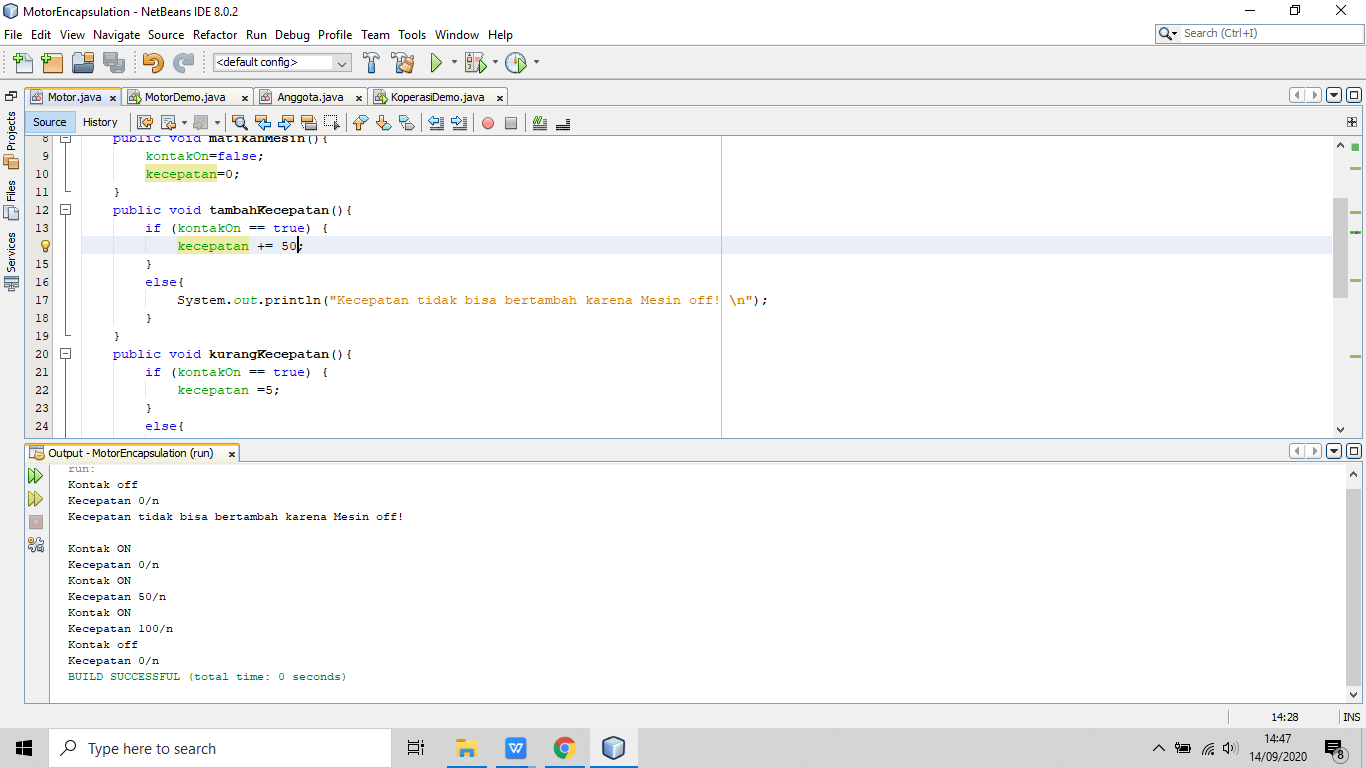 MotorEncapsulation - NetBeans IDE 8.0.2
File Edit View Navigate Source Refactor Run Debug Profile Team Tools Window Help
Search (Ctrl+I)
<default config>
Motor.java MotorDemo.java Anggota.java KoperasiDemo.java
Source History
Projects
Files
Services
8 public void matikanMesin(){
9 kontakOn=false;
10 kecepatan=0;
11 }
12 public void tambahKecepatan(){
13 if (kontakOn == true) {
kecepatan += 50;
15 }
16 else{
17 System.out.println("Kecepatan tidak bisa bertambah karena Mesin off! \n");
18 }
19 }
20 public void kurangKecepatan(){
21 if (kontakOn == true) {
22 kecepatan =5;
23 }
24 else{
Output - MotorEncapsulation (run)
run:
Kontak off
Kecepatan 0/n
Kecepatan tidak bisa bertambah karena Mesin off!
Kontak ON
Kecepatan 0/n
Kontak ON
Kecepatan 50/n
Kontak ON
Kecepatan 100/n
Kontak off
Kecepatan 0/n
BUILD SUCCESSFUL (total time: 0 seconds)
14:28 INS
Type here to search
14:47
14/09/2020
8